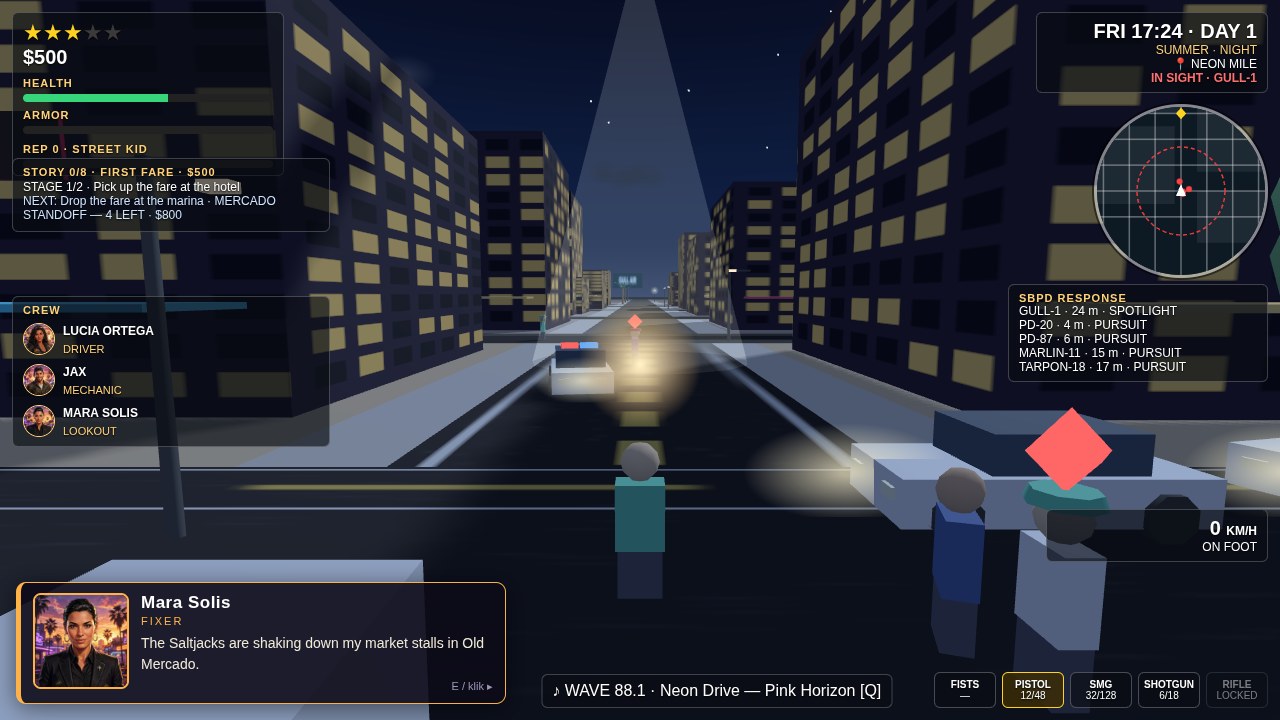 ★★★★★
$500
HEALTH
ARMOR
REP 0 · STREET KID
STORY 0/8 · FIRST FARE · $500
STAGE 1/2 · Pick up the fare at the hotel
NEXT: Drop the fare at the marina · MERCADO
STANDOFF — 4 LEFT · $800
CREW
LUCIA ORTEGA
DRIVER
JAX
MECHANIC
MARA SOLIS
LOOKOUT
FRI 17:24 · DAY 1
SUMMER · NIGHT
📍 NEON MILE
IN SIGHT · GULL-1
SBPD RESPONSE
GULL-1 · 24 m · SPOTLIGHT
PD-20 · 4 m · PURSUIT
PD-87 · 6 m · PURSUIT
MARLIN-11 · 15 m · PURSUIT
TARPON-18 · 17 m · PURSUIT
0 KM/H
ON FOOT
Mara Solis
FIXER
The Saltjacks are shaking down my market stalls in Old
Mercado.
E / klik ▸
♪ WAVE 88.1 · Neon Drive — Pink Horizon [Q]
FISTS
—
PISTOL
12/48
SMG
32/128
SHOTGUN
6/18
RIFLE
LOCKED